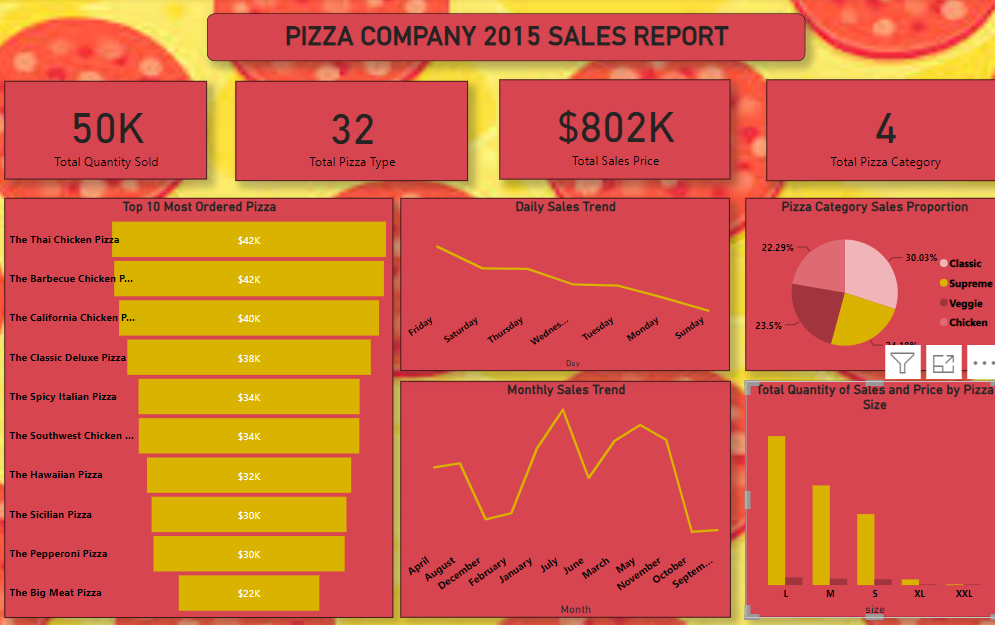 PIZZA COMPANY 2015 SALES REPORT
50K
Total Quantity Sold
32
Total Pizza Type
$802K
Total Sales Price
4
Total Pizza Category
Top 10 Most Ordered Pizza
The Thai Chicken Pizza $42K
The Barbecue Chicken P... $42K
The California Chicken P... $40K
The Classic Deluxe Pizza $38K
The Spicy Italian Pizza $34K
The Southwest Chicken ... $34K
The Hawaiian Pizza $32K
The Sicilian Pizza $30K
The Pepperoni Pizza $30K
The Big Meat Pizza $22K
Daily Sales Trend
Friday Saturday Thursday Wednes... Tuesday Monday Sunday
Day
Pizza Category Sales Proportion
22.29%
30.03%
23.5%
Classic
Supreme
Veggie
Chicken
Monthly Sales Trend
April August December February January July June March May November October Septem...
Month
Total Quantity of Sales and Price by Pizza
Size
L M S XL XXL
size